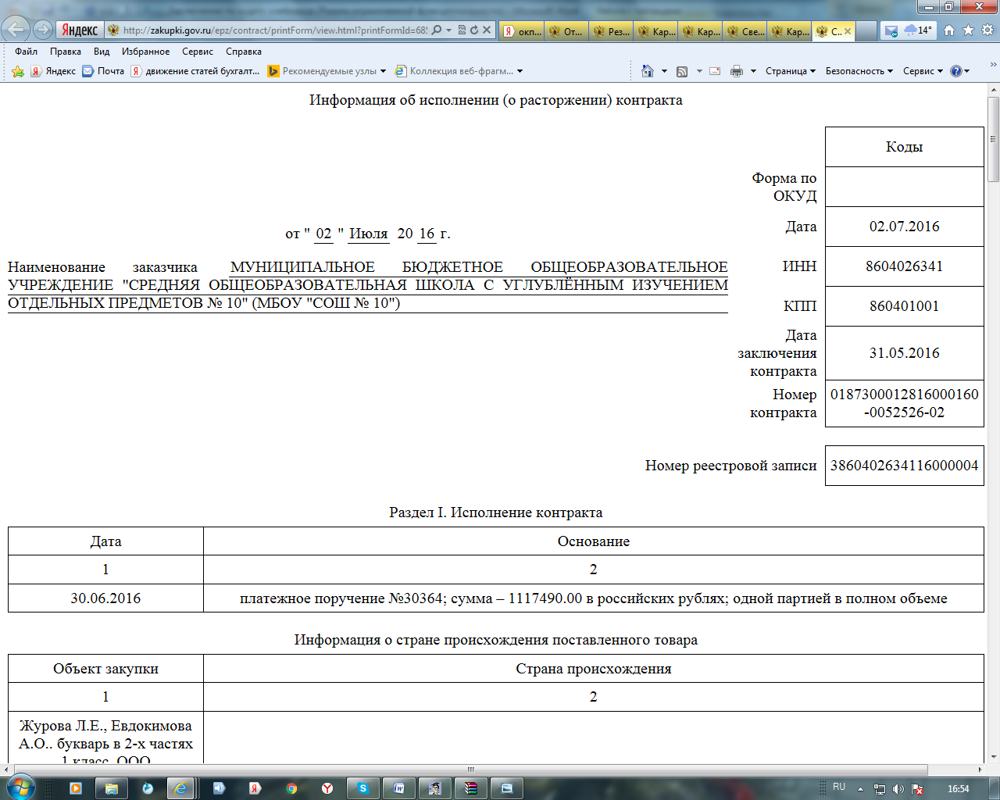 Яндекс
http://zakupki.gov.ru/epz/contract/printForm/view.html?printFormId=68
окп...
От...
Рез...
Кар...
Кар...
Све...
Кар...
С...
14°
Файл Правка Вид Избранное Сервис Справка
Яндекс Почта движение статей бухгалт... Рекомендуемые узлы Коллекция веб-фрагм... Страница Безопасность Сервис
Информация об исполнении (о расторжении) контракта
Коды
Форма по
ОКУД
от " 02 " Июля 20 16 г.
Дата 02.07.2016
Наименование заказчика МУНИЦИПАЛЬНОЕ БЮДЖЕТНОЕ ОБЩЕОБРАЗОВАТЕЛЬНОЕ
УЧРЕЖДЕНИЕ "СРЕДНЯЯ ОБЩЕОБРАЗОВАТЕЛЬНАЯ ШКОЛА С УГЛУБЛЁННЫМ ИЗУЧЕНИЕМ
ОТДЕЛЬНЫХ ПРЕДМЕТОВ № 10" (МБОУ "СОШ № 10")
ИНН 8604026341
КПП 860401001
Дата
заключения
контракта
31.05.2016
Номер
контракта
0187300012816000160
-0052526-02
Номер реестровой записи 3860402634116000004
Раздел I. Исполнение контракта
Дата Основание
1 2
30.06.2016 платежное поручение №30364; сумма – 1117490.00 в российских рублях; одной партией в полном объеме
Информация о стране происхождения поставленного товара
Объект закупки Страна происхождения
1 2
Журова Л.Е., Евдокимова
А.О.. букварь в 2-х частях
1 класс. ООО
RU 16:54